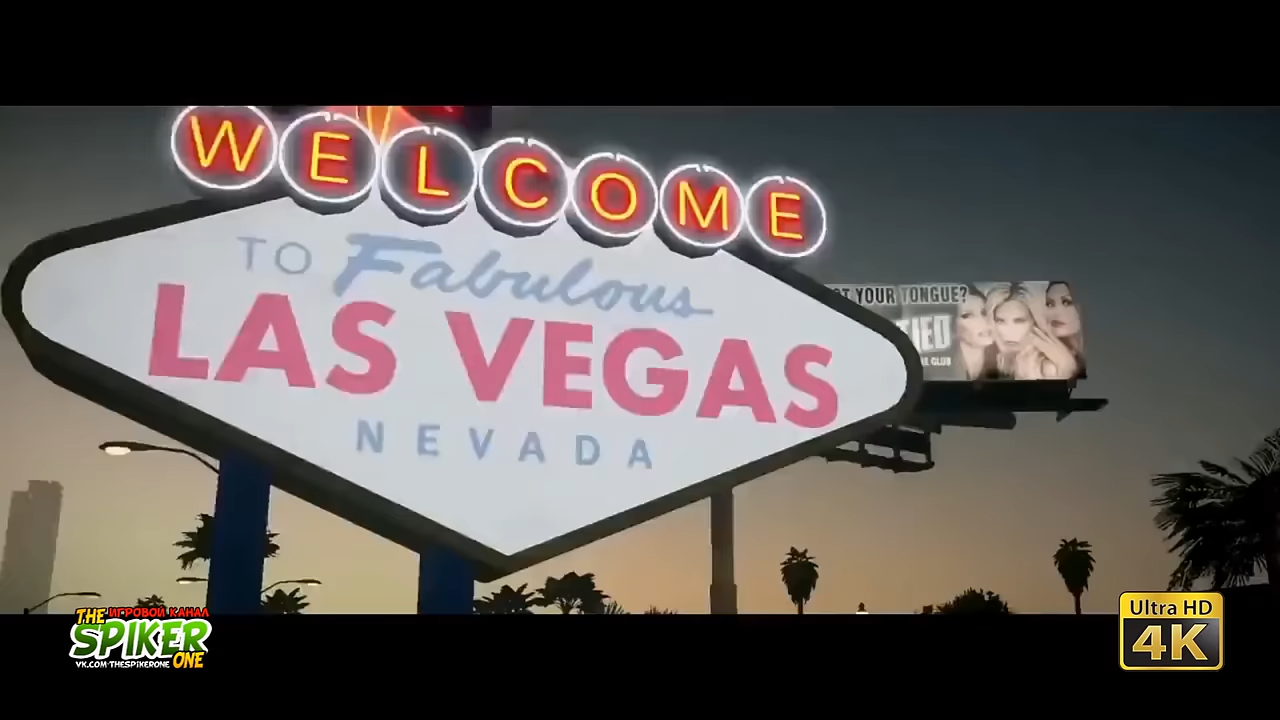 WELCOME
TO Fabulous
LAS VEGAS
NEVADA
YOUR TONGUE?
CLUB
THE ИГРОВОЙ КАНАЛ
SPIKER
ONE
VK.COM/THESPIKERONE
Ultra HD
4K